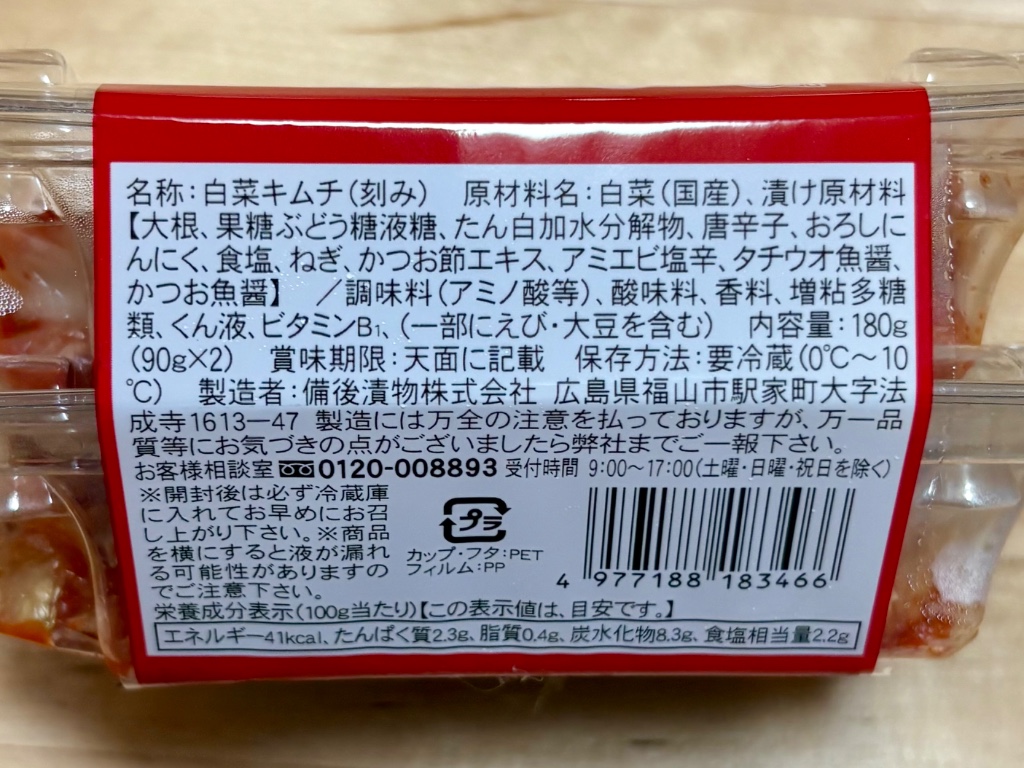 名称：白菜キムチ（刻み）　原材料名：白菜（国産）、漬け原材料
【大根、果糖ぶどう糖液糖、たん白加水分解物、唐辛子、おろしに
んにく、食塩、ねぎ、かつお節エキス、アミエビ塩辛、タチウオ魚醤、
かつお魚醤】　／調味料（アミノ酸等）、酸味料、香料、増粘多糖
類、くん液、ビタミンB₁、（一部にえび・大豆を含む）　内容量：180g
（90g×2）　賞味期限：天面に記載　保存方法：要冷蔵（0℃～10
℃）　製造者：備後漬物株式会社　広島県福山市駅家町大字法
成寺1613－47　製造には万全の注意を払っておりますが、万一品
質等にお気づきの点がございましたら弊社までご一報下さい。
お客様相談室 0120-008893 受付時間 9:00～17:00（土曜・日曜・祝日を除く）
※開封後は必ず冷蔵庫
に入れてお早めにお召
し上がり下さい。※商品
を横にすると液が漏れ
る可能性がありますの
でご注意下さい。
プラ
カップ・フタ：PET
フィルム：PP
4 977188 183466
栄養成分表示（100g当たり）【この表示値は、目安です。】
エネルギー41kcal、たんぱく質2.3g、脂質0.4g、炭水化物8.3g、食塩相当量2.2g